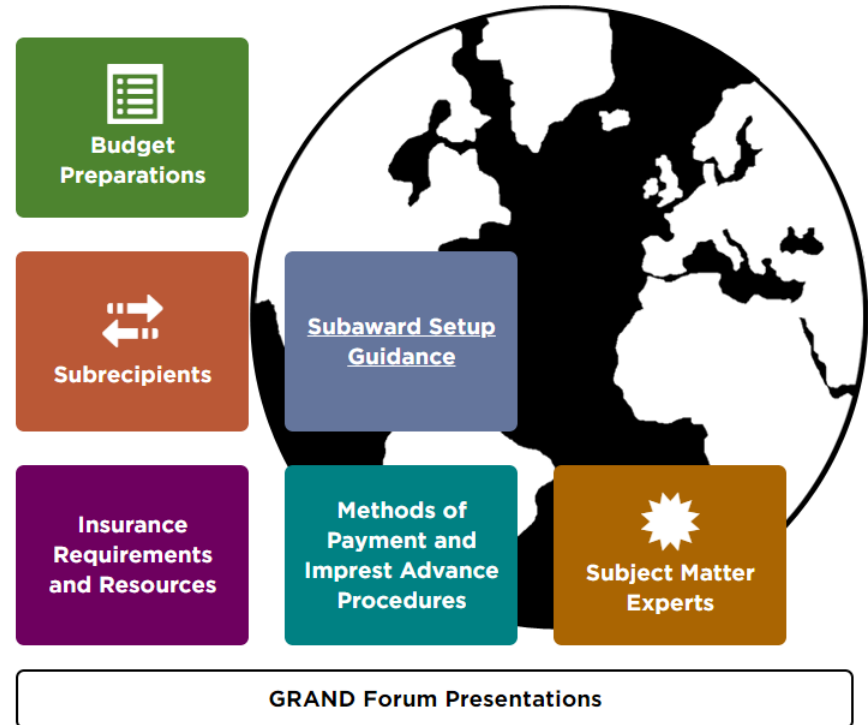 Budget
Preparations
Subrecipients
Subaward Setup
Guidance
Insurance
Requirements
and Resources
Methods of
Payment and
Imprest Advance
Procedures
Subject Matter
Experts
GRAND Forum Presentations